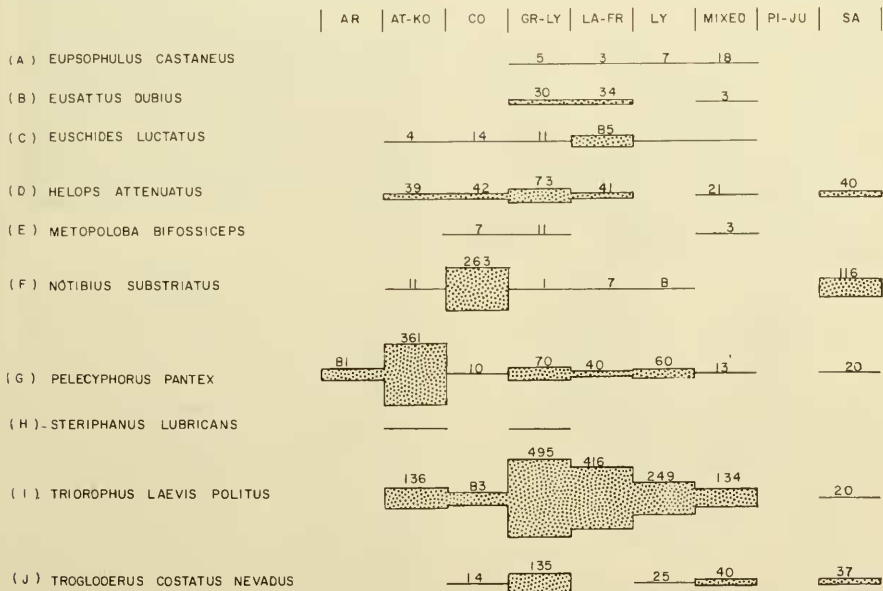 AR AT-KO CO GR-LY LA-FR LY MIXED PI-JU SA
(A) EUPSOPHULUS CASTANEUS 5 3 7 18
(B) EUSATTUS DUBIUS 30 34 3
(C) EUSCHIDES LUCTATUS 4 14 11 85
(D) HELOPS ATTENUATUS 39 42 73 41 21 40
(E) METOPOLOBA BIFOSSICEPS 7 11 3
(F) NOTIBIUS SUBSTRIATUS 11 263 1 7 8 116
(G) PELECYPHORUS PANTEX 81 361 10 70 40 60 13 20
(H)-STERIPHANUS LUBRICANS
(I) TRIOROPHUS LAEVIS POLITUS 136 83 495 416 249 134 20
(J) TROGLODERUS COSTATUS NEVADUS 14 135 25 40 37